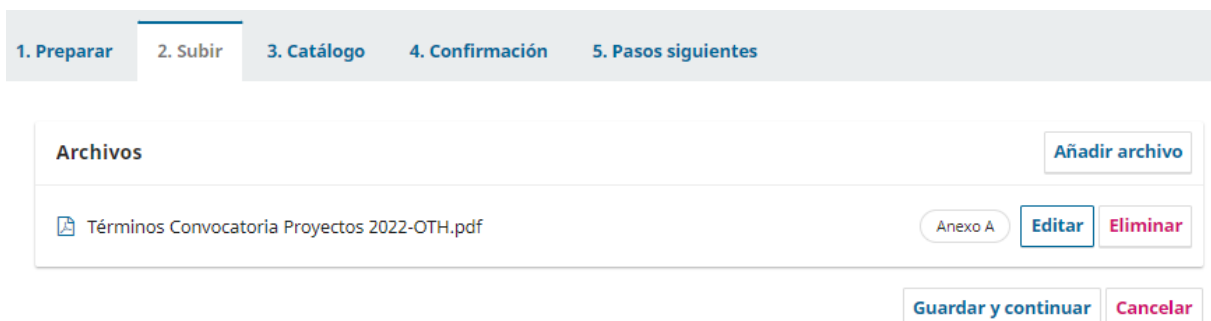 1. Preparar 2. Subir 3. Catálogo 4. Confirmación 5. Pasos siguientes
Archivos Añadir archivo
Términos Convocatoria Proyectos 2022-OTH.pdf Anexo A Editar Eliminar
Guardar y continuar Cancelar